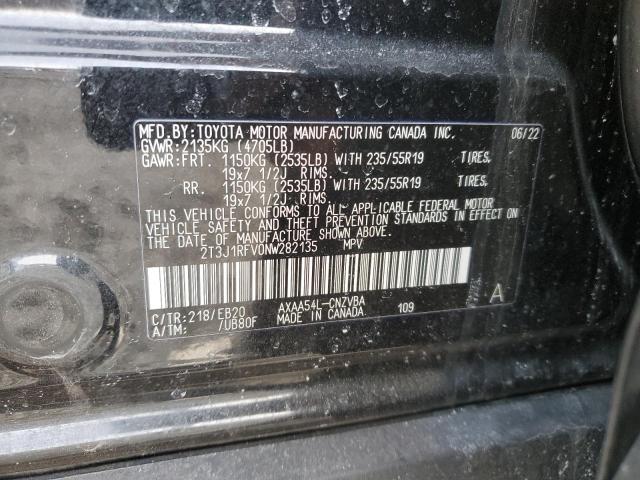 MFD.BY:TOYOTA MOTOR MANUFACTURING CANADA INC. 06/22
GVWR:2135KG (4705LB)
GAWR:FRT. 1150KG (2535LB) WITH 235/55R19 TIRES,
19x7 1/2J RIMS
RR. 1150KG (2535LB) WITH 235/55R19 TIRES,
19x7 1/2J RIMS
THIS VEHICLE CONFORMS TO ALL APPLICABLE FEDERAL MOTOR
VEHICLE SAFETY AND THEFT PREVENTION STANDARDS IN EFFECT ON
THE DATE OF MANUFACTURE SHOWN ABOVE.
2T3J1RFV0NW282135 MPV
C/TR:218/EB20 AXAA54L-CNZVBA A
A/TM: /UB80F MADE IN CANADA 109